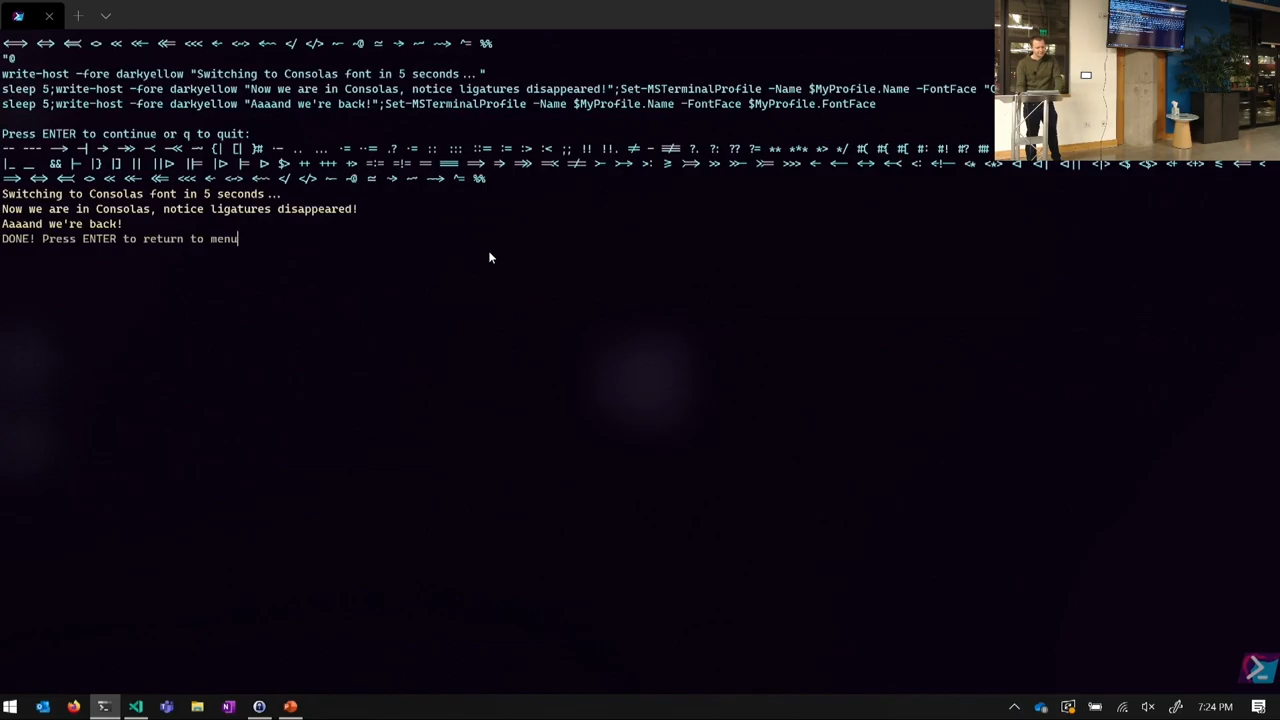 "@
write-host -fore darkyellow "Switching to Consolas font in 5 seconds..."
sleep 5;write-host -fore darkyellow "Now we are in Consolas, notice ligatures disappeared!";Set-MSTerminalProfile -Name $MyProfile.Name -FontFace
sleep 5;write-host -fore darkyellow "Aaaand we're back!";Set-MSTerminalProfile -Name $MyProfile.Name -FontFace $MyProfile.FontFace
Press ENTER to continue or q to quit:
Switching to Consolas font in 5 seconds...
Now we are in Consolas, notice ligatures disappeared!
Aaaand we're back!
DONE! Press ENTER to return to menu
7:24 PM